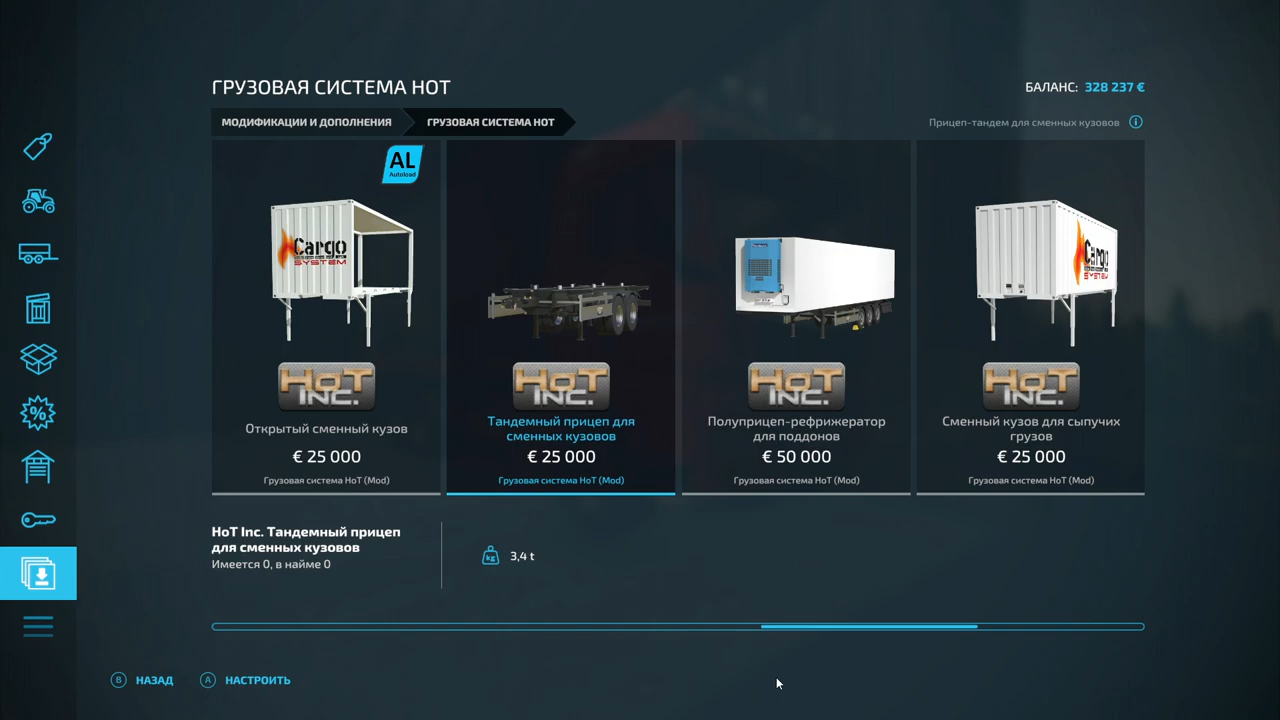 ГРУЗОВАЯ СИСТЕМА HOT
БАЛАНС: 328 237 €
МОДИФИКАЦИИ И ДОПОЛНЕНИЯ
ГРУЗОВАЯ СИСТЕМА HOT
Прицеп-тандем для сменных кузовов
AL
Autoload
Cargo
SYSTEM
HoT
INC.
Открытый сменный кузов
€ 25 000
Грузовая система HoT (Mod)
HoT
INC.
Тандемный прицеп для
сменных кузовов
€ 25 000
Грузовая система HoT (Mod)
HoT
INC.
Полуприцеп-рефрижератор
для поддонов
€ 50 000
Грузовая система HoT (Mod)
Cargo
SYSTEM
HoT
INC.
Сменный кузов для сыпучих
грузов
€ 25 000
Грузовая система HoT (Mod)
HoT Inc. Тандемный прицеп
для сменных кузовов
Имеется 0, в найме 0
kg
3,4 t
B НАЗАД
A НАСТРОИТЬ